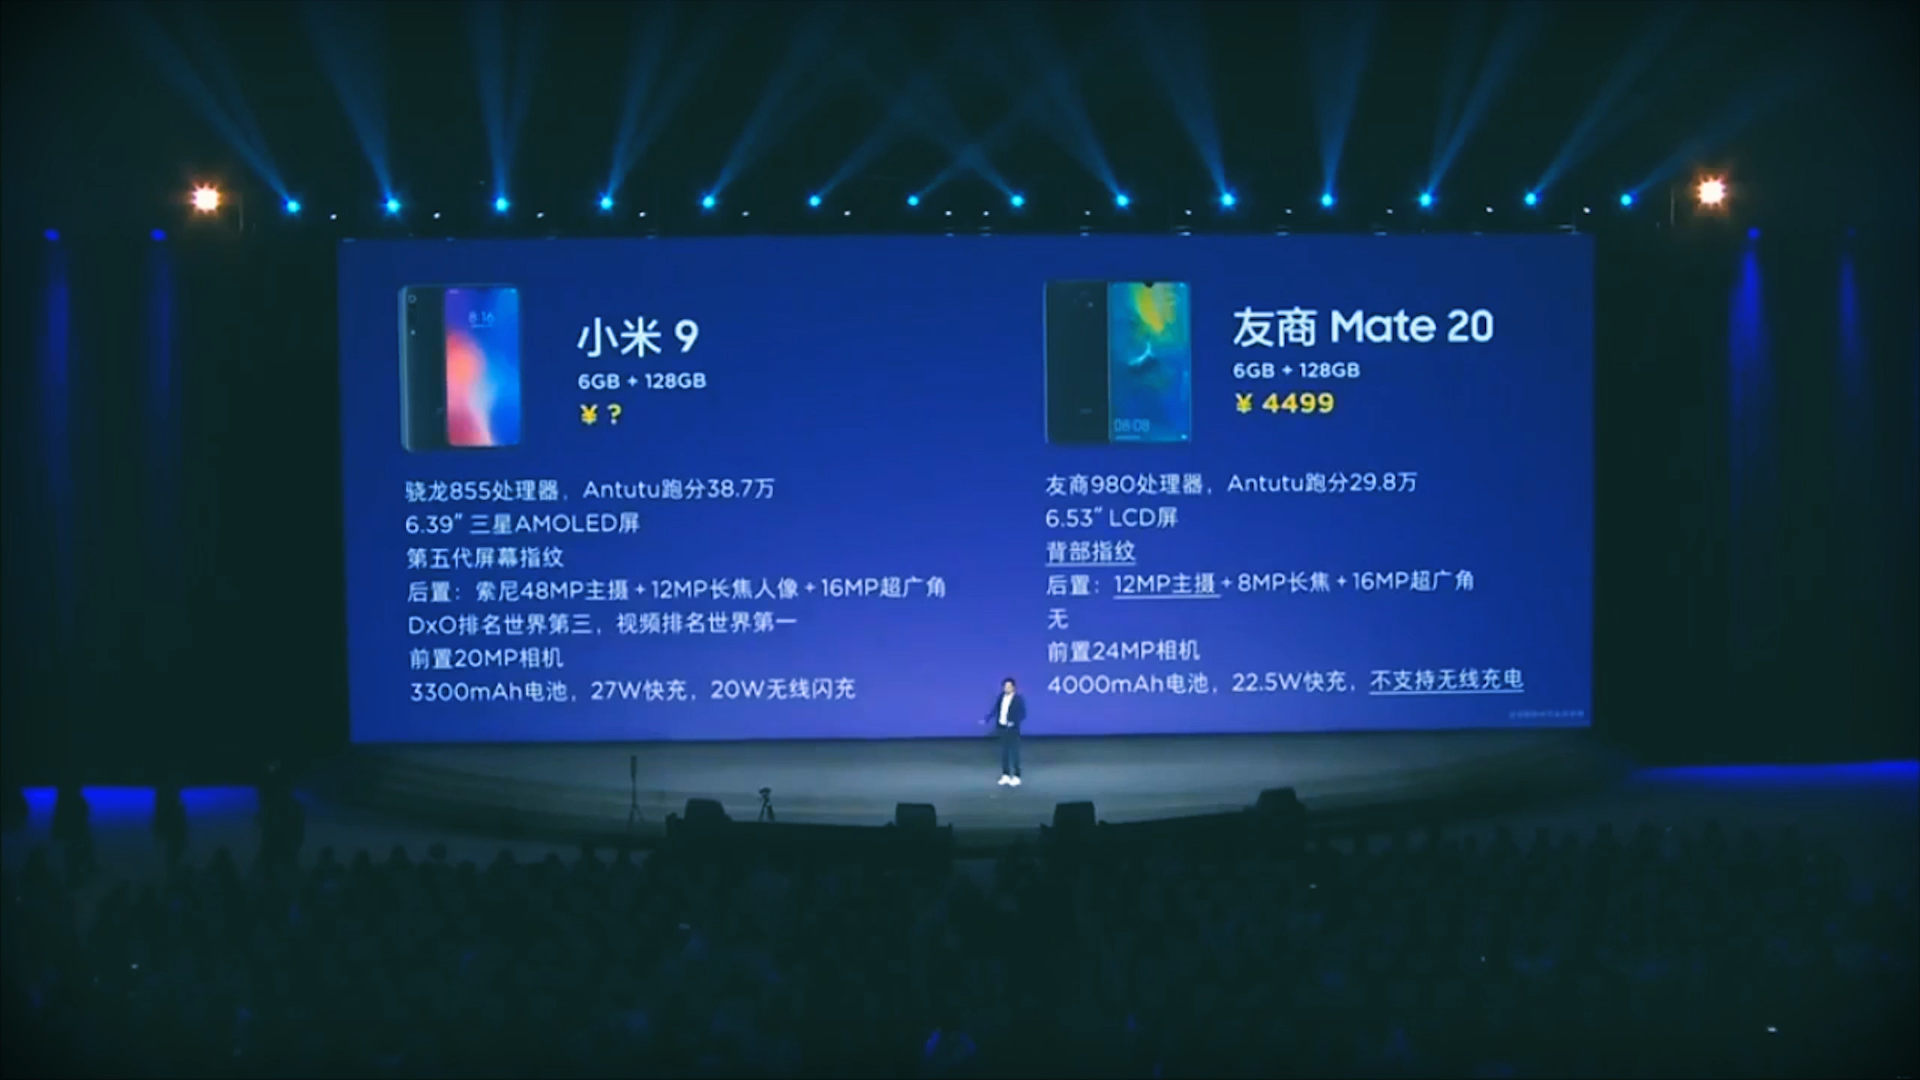 小米 9
6GB + 128GB
¥ ?
8:16
骁龙855处理器，Antutu跑分38.7万
6.39" 三星AMOLED屏
第五代屏幕指纹
后置：索尼48MP主摄 + 12MP长焦人像 + 16MP超广角
DxO排名世界第三，视频排名世界第一
前置20MP相机
3300mAh电池，27W快充，20W无线闪充
友商 Mate 20
6GB + 128GB
¥ 4499
08:08
友商980处理器，Antutu跑分29.8万
6.53" LCD屏
背部指纹
后置：12MP主摄 + 8MP长焦 + 16MP超广角
无
前置24MP相机
4000mAh电池，22.5W快充，不支持无线充电